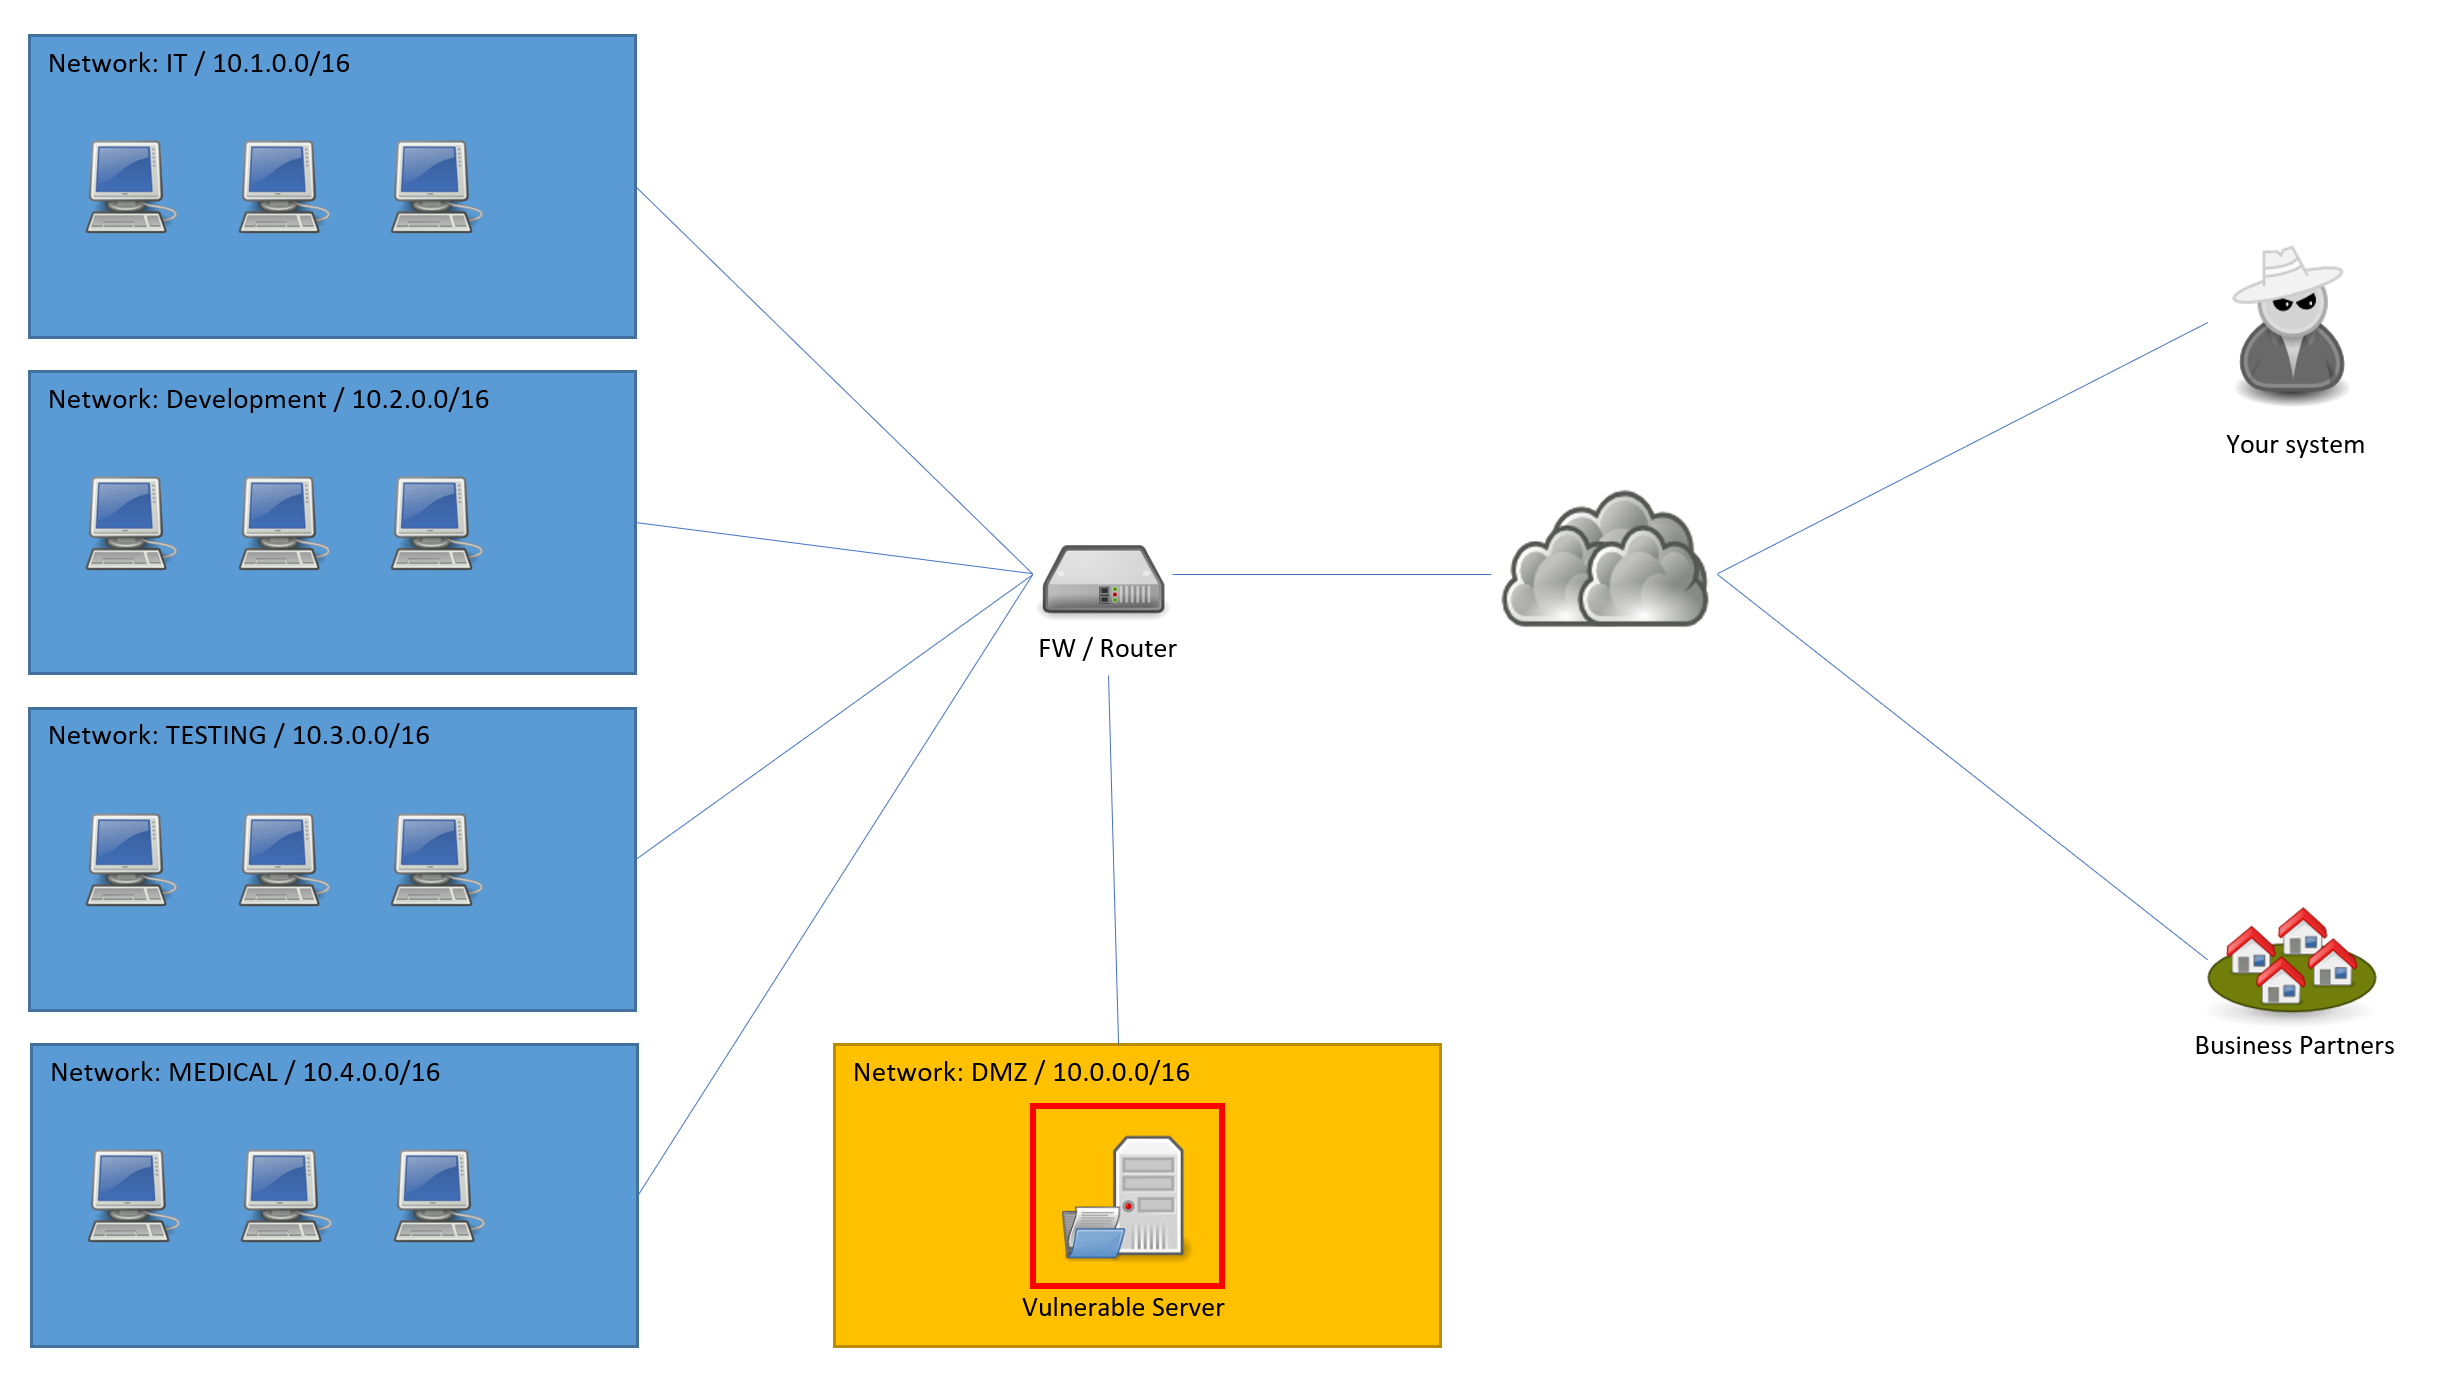 Network: IT / 10.1.0.0/16
Network: Development / 10.2.0.0/16
Network: TESTING / 10.3.0.0/16
Network: MEDICAL / 10.4.0.0/16
FW / Router
Network: DMZ / 10.0.0.0/16
Vulnerable Server
Your system
Business Partners